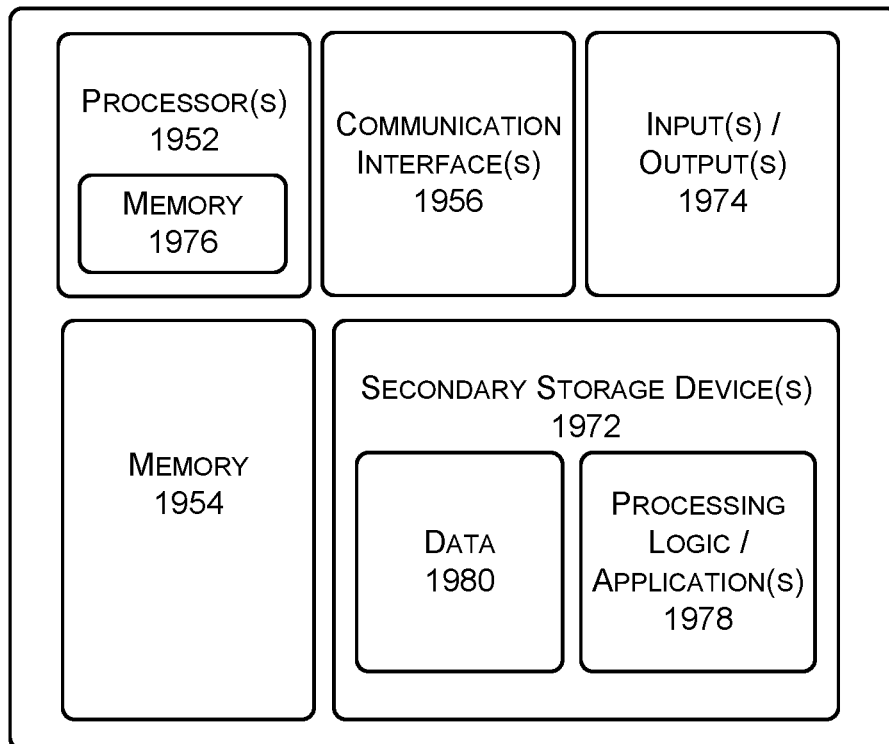 PROCESSOR(S)
1952
MEMORY
1976
COMMUNICATION
INTERFACE(S)
1956
INPUT(S) /
OUTPUT(S)
1974
MEMORY
1954
SECONDARY STORAGE DEVICE(S)
1972
DATA
1980
PROCESSING
LOGIC /
APPLICATION(S)
1978